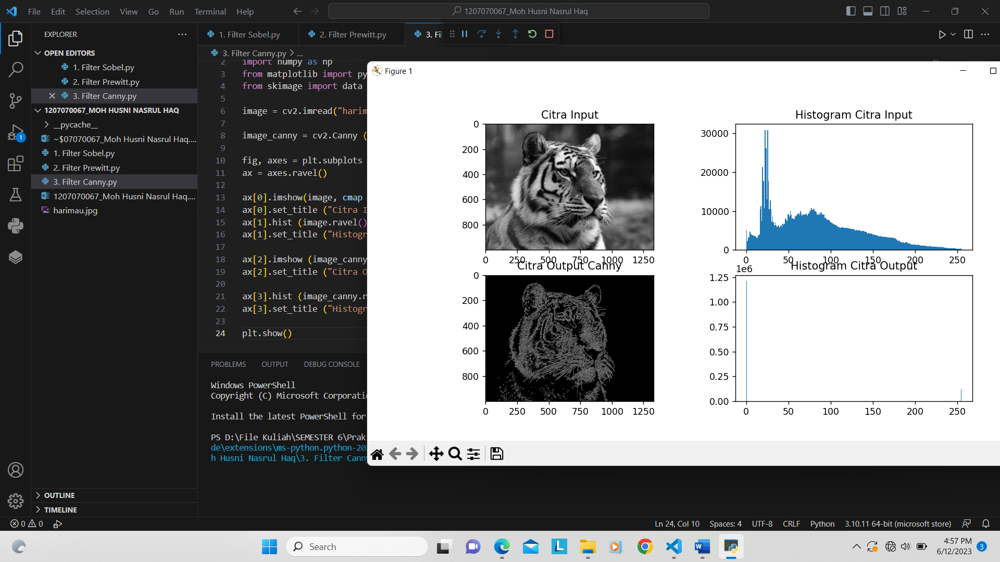 File Edit Selection View Go Run Terminal Help
1207070067_Moh Husni Nasrul Haq
EXPLORER
OPEN EDITORS
1. Filter Sobel.py
2. Filter Prewitt.py
3. Filter Canny.py
1207070067_MOH HUSNI NASRUL HAQ
__pycache__
~$07070067_Moh Husni Nasrul Haq....
1. Filter Sobel.py
2. Filter Prewitt.py
3. Filter Canny.py
1207070067_Moh Husni Nasrul Haq....
harimau.jpg
OUTLINE
TIMELINE
1
1. Filter Sobel.py
2. Filter Prewitt.py
3. Fi
3. Filter Canny.py > ...
2 import numpy as np
3 from matplotlib import py
4 from skimage import data
5
6 image = cv2.imread("harim
7
8 image_canny = cv2.Canny (
9
10 fig, axes = plt.subplots
11 ax = axes.ravel()
12
13 ax[0].imshow(image, cmap
14 ax[0].set_title ("Citra I
15 ax[1].hist (image.ravel()
16 ax[1].set_title ("Histogr
17
18 ax[2].imshow (image_canny
19 ax[2].set_title ("Citra O
20
21 ax[3].hist (image_canny.r
22 ax[3].set_title ("Histogr
23
24 plt.show()
PROBLEMS OUTPUT DEBUG CONSOLE
Windows PowerShell
Copyright (C) Microsoft Corporati
Install the latest PowerShell for
PS D:\File Kuliah\SEMESTER 6\Prak
de\extensions\ms-python.python-20
h Husni Nasrul Haq\3. Filter Canny
Figure 1
Citra Input
0
200
400
600
800
0 250 500 750 1000 1250
Histogram Citra Input
30000
20000
10000
0
0 50 100 150 200 250
Citra Output Canny
0
200
400
600
800
0 250 500 750 1000 1250
Histogram Citra Output
1e6
1.25
1.00
0.75
0.50
0.25
0.00
0 50 100 150 200 250
0 0
Ln 24, Col 10 Spaces: 4 UTF-8 CRLF Python 3.10.11 64-bit (microsoft store)
Search
L
4:57 PM
6/12/2023
3